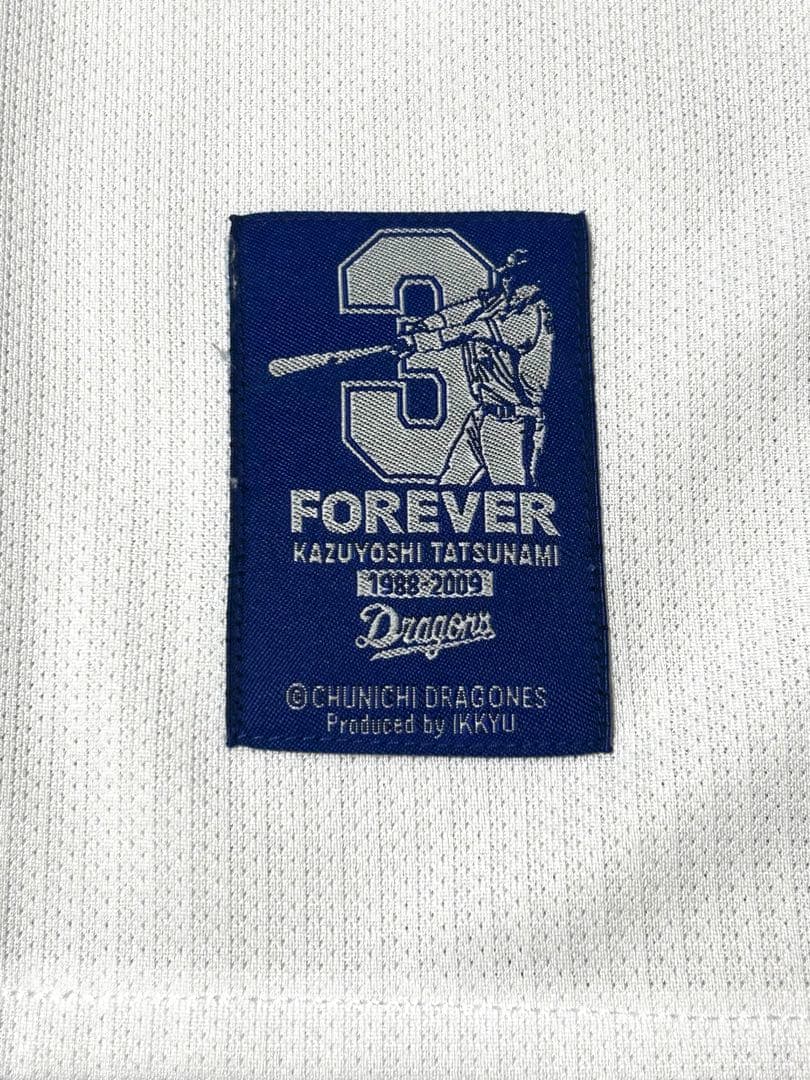 3
FOREVER
KAZUYOSHI TATSUNAMI
1988-2009
Dragons
©CHUNICHI DRAGONES
Produced by IKKYU